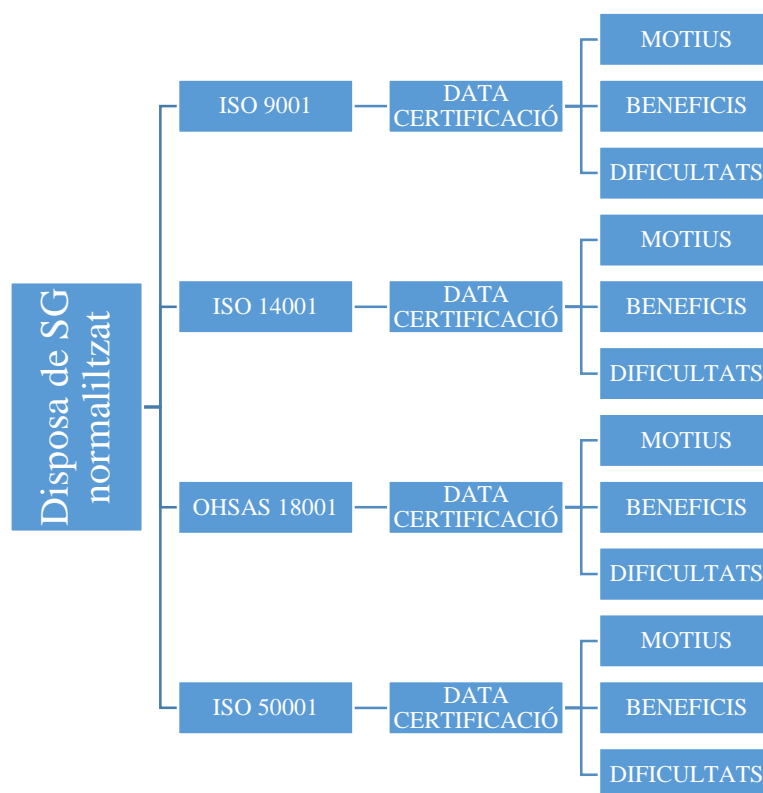 Disposa de SG
normaliltzat
ISO 9001
DATA
CERTIFICACIÓ
MOTIUS
BENEFICIS
DIFICULTATS
ISO 14001
DATA
CERTIFICACIÓ
MOTIUS
BENEFICIS
DIFICULTATS
OHSAS 18001
DATA
CERTIFICACIÓ
MOTIUS
BENEFICIS
DIFICULTATS
ISO 50001
DATA
CERTIFICACIÓ
MOTIUS
BENEFICIS
DIFICULTATS